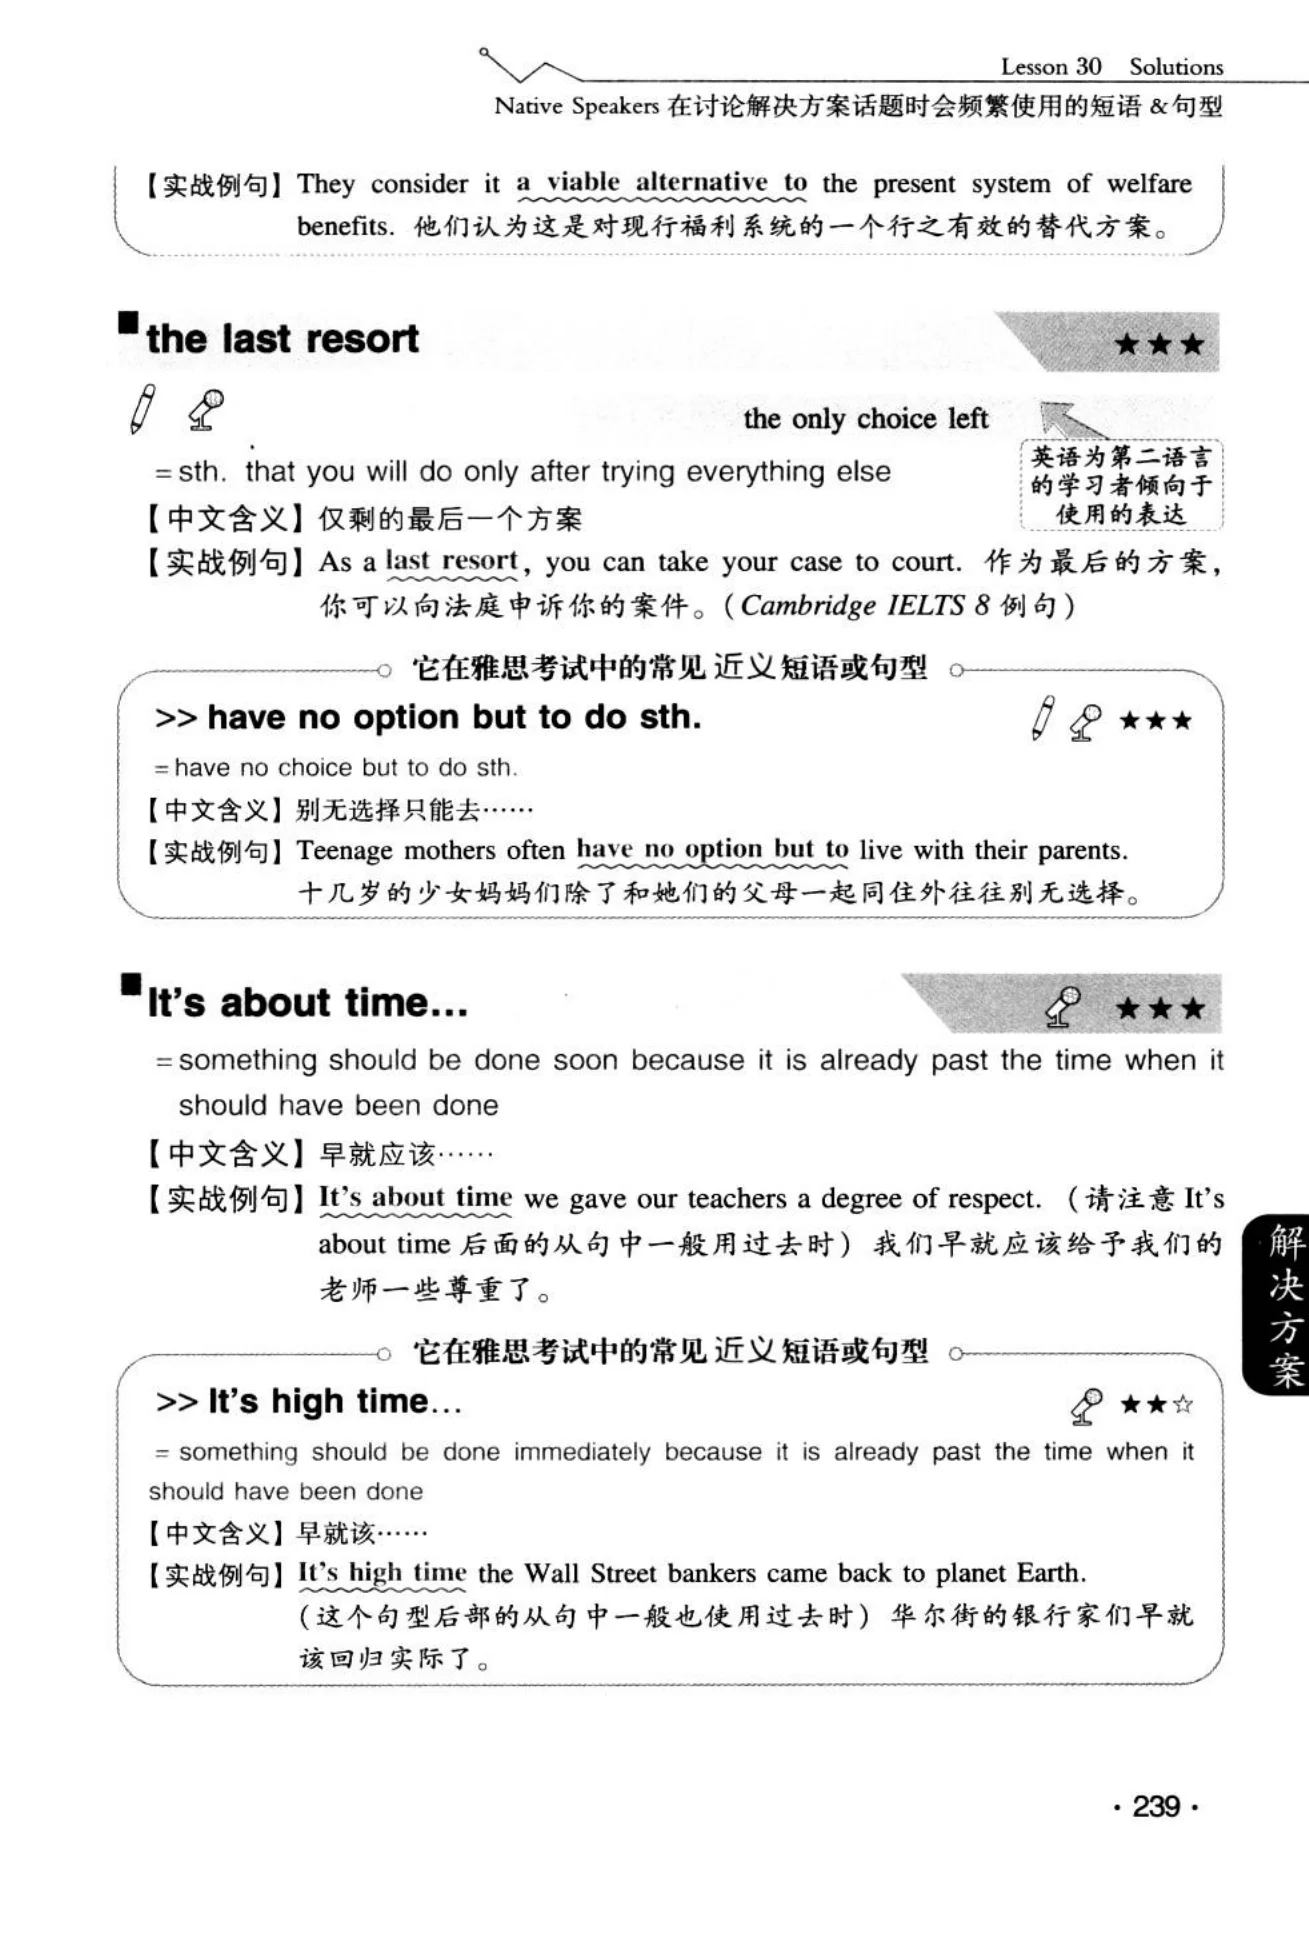 Lesson 30 Solutions
Native Speakers 在讨论解决方案话题时会频繁使用的短语 & 句型
【实战例句】They consider it a viable alternative to the present system of welfare
benefits. 他们认为这是对现行福利系统的一个行之有效的替代方案。
■the last resort ★★★
the only choice left
=sth. that you will do only after trying everything else
英语为第二语言
的学习者倾向于
使用的表达
【中文含义】仅剩的最后一个方案
【实战例句】As a last resort, you can take your case to court. 作为最后的方案，
你可以向法庭申诉你的案件。（Cambridge IELTS 8 例句）
它在雅思考试中的常见近义短语或句型
>> have no option but to do sth. ★★★
=have no choice but to do sth.
【中文含义】别无选择只能去……
【实战例句】Teenage mothers often have no option but to live with their parents.
十几岁的少女妈妈们除了和她们的父母一起同住外往往别无选择。
■It's about time... ★★★
=something should be done soon because it is already past the time when it
should have been done
【中文含义】早就应该……
【实战例句】It's about time we gave our teachers a degree of respect.（请注意 It's
about time 后面的从句中一般用过去时）我们早就应该给予我们的
老师一些尊重了。
解决方案
它在雅思考试中的常见近义短语或句型
>> It's high time... ★★☆
= something should be done immediately because it is already past the time when it
should have been done
【中文含义】早就该……
【实战例句】It's high time the Wall Street bankers came back to planet Earth.
（这个句型后部的从句中一般也使用过去时）华尔街的银行家们早就
该回归实际了。
· 239 ·